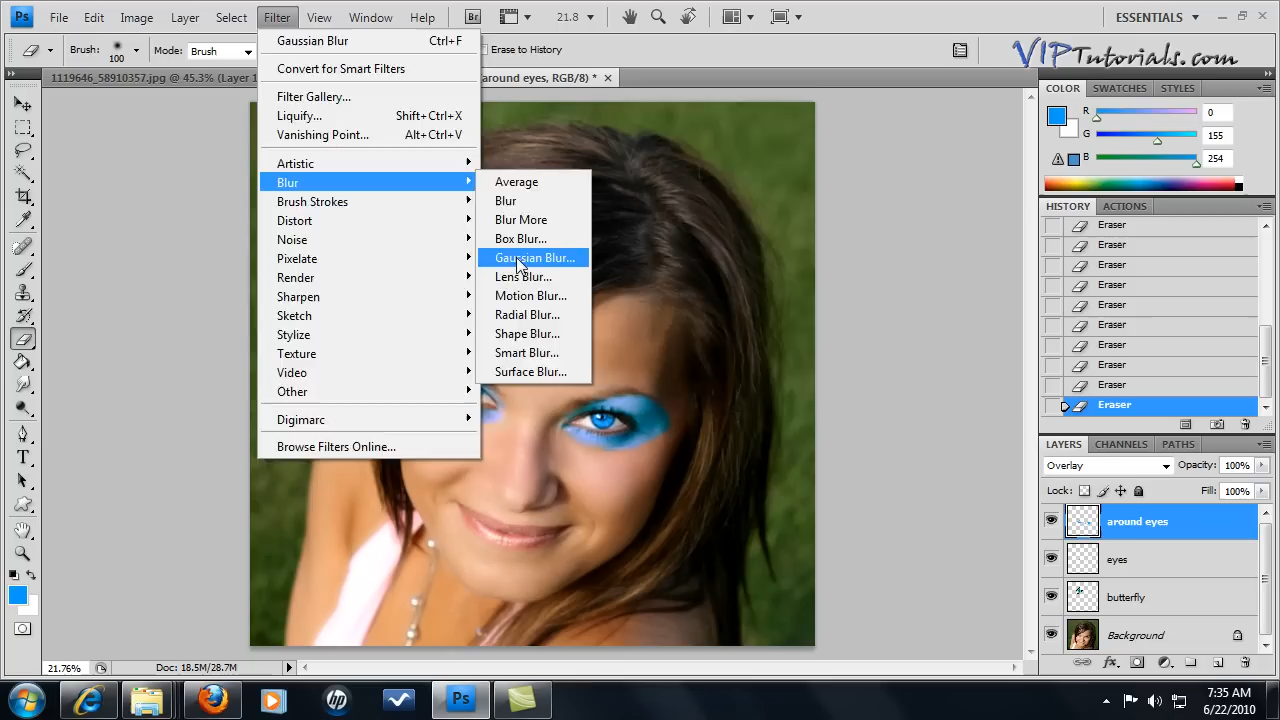 Ps File Edit Image Layer Select Filter View Window Help Br 21.8 ESSENTIALS
Brush: 100 Mode: Brush Erase to History
VIPTutorials.com
1119646_58910357.jpg @ 45.3% (Layer 1 around eyes, RGB/8) *
Gaussian Blur Ctrl+F
Convert for Smart Filters
Filter Gallery...
Liquify... Shift+Ctrl+X
Vanishing Point... Alt+Ctrl+V
Artistic
Blur
Brush Strokes
Distort
Noise
Pixelate
Render
Sharpen
Sketch
Stylize
Texture
Video
Other
Digimarc
Browse Filters Online...
Average
Blur
Blur More
Box Blur...
Gaussian Blur...
Lens Blur...
Motion Blur...
Radial Blur...
Shape Blur...
Smart Blur...
Surface Blur...
COLOR SWATCHES STYLES
R 0
G 155
B 254
HISTORY ACTIONS
Eraser
Eraser
Eraser
Eraser
Eraser
Eraser
Eraser
Eraser
Eraser
Eraser
LAYERS CHANNELS PATHS
Overlay Opacity: 100%
Lock: Fill: 100%
around eyes
eyes
butterfly
Background
21.76% Doc: 18.5M/28.7M
hp Ps
7:35 AM
6/22/2010